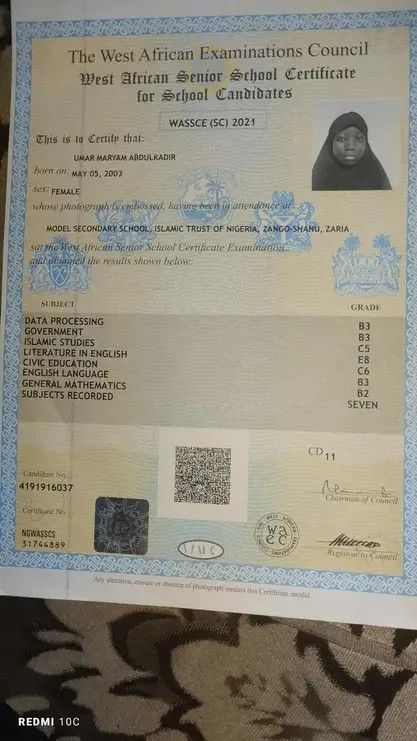 The West African Examinations Council
West African Senior School Certificate
for School Candidates
WASSCE (SC) 2021
This is to Certify that:
UMAR MARYAM ABDULKADIR
born on: MAY 05, 2003
sex: FEMALE
whose photograph is embossed, having been in attendance at:
MODEL SECONDARY SCHOOL, ISLAMIC TRUST OF NIGERIA, ZANGO-SHANU, ZARIA
sat the West African Senior School Certificate Examination
and obtained the results shown below:
SUBJECT GRADE
DATA PROCESSING B3
GOVERNMENT B3
ISLAMIC STUDIES C5
LITERATURE IN ENGLISH E8
CIVIC EDUCATION C6
ENGLISH LANGUAGE B3
GENERAL MATHEMATICS B2
SUBJECTS RECORDED SEVEN
CD 11
Candidate No.
4191916037
Chairman of Council
Certificate No
NGWASSCS
31744889
WAEC
Registrar to Council
Any alteration, erasure or absence of photograph renders this Certificate invalid.
REDMI 10C